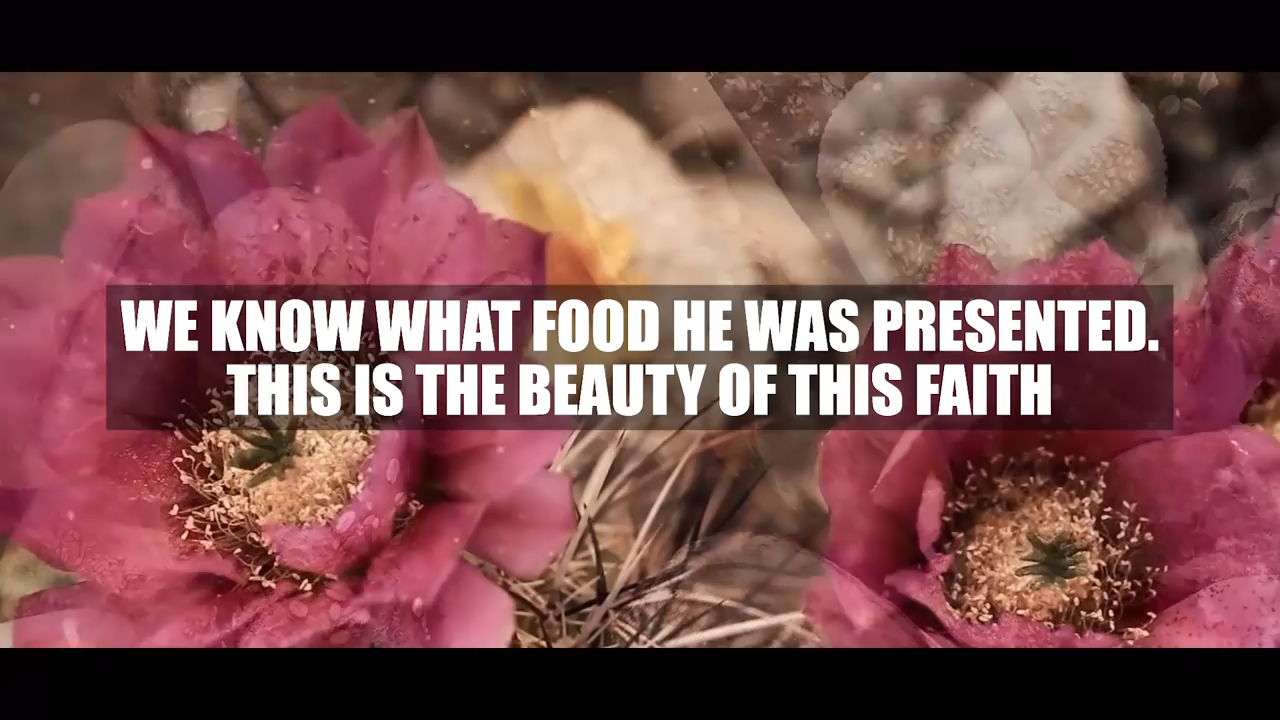 WE KNOW WHAT FOOD HE WAS PRESENTED.
THIS IS THE BEAUTY OF THIS FAITH